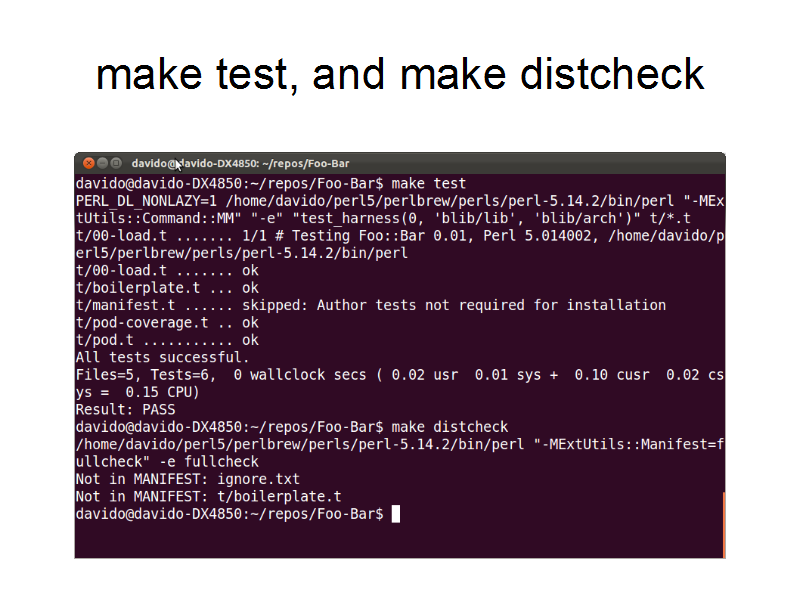 make test, and make distcheck
davido@davido-DX4850: ~/repos/Foo-Bar
davido@davido-DX4850:~/repos/Foo-Bar$ make test
PERL_DL_NONLAZY=1 /home/davido/perl5/perlbrew/perls/perl-5.14.2/bin/perl "-MEx
tUtils::Command::MM" "-e" "test_harness(0, 'blib/lib', 'blib/arch')" t/*.t
t/00-load.t ....... 1/1 # Testing Foo::Bar 0.01, Perl 5.014002, /home/davido/p
erl5/perlbrew/perls/perl-5.14.2/bin/perl
t/00-load.t ....... ok
t/boilerplate.t ... ok
t/manifest.t ...... skipped: Author tests not required for installation
t/pod-coverage.t .. ok
t/pod.t ........... ok
All tests successful.
Files=5, Tests=6,  0 wallclock secs ( 0.02 usr  0.01 sys +  0.10 cusr  0.02 cs
ys =  0.15 CPU)
Result: PASS
davido@davido-DX4850:~/repos/Foo-Bar$ make distcheck
/home/davido/perl5/perlbrew/perls/perl-5.14.2/bin/perl "-MExtUtils::Manifest=f
ullcheck" -e fullcheck
Not in MANIFEST: ignore.txt
Not in MANIFEST: t/boilerplate.t
davido@davido-DX4850:~/repos/Foo-Bar$